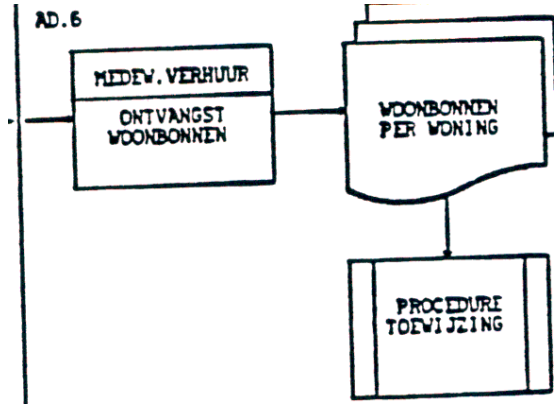 AD.6
MEDEW.VERHUUR
ONTVANGST
WOONBONNEN
WOONBONNEN
PER WONING
PROCEDURE
TOEWIJZING